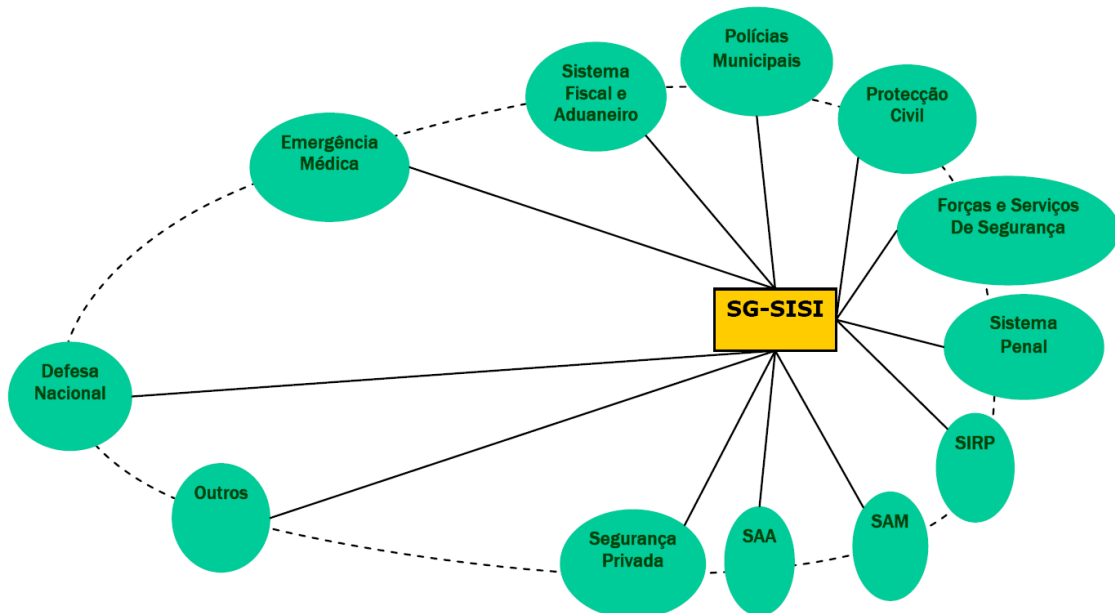 Polícias
Municipais
Sistema
Fiscal e
Aduaneiro
Protecção
Civil
Emergência
Médica
Forças e Serviços
De Segurança
SG-SISI
Sistema
Penal
Defesa
Nacional
SIRP
Outros
SAM
SAA
Segurança
Privada